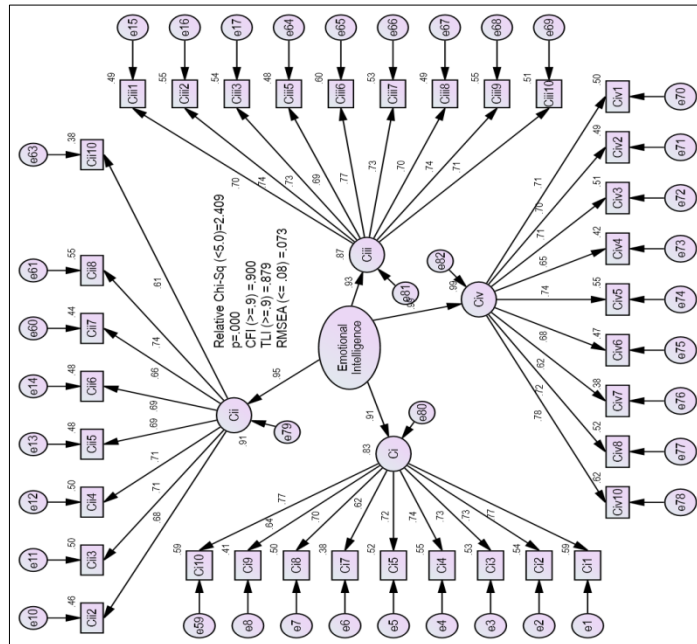 Relative Chi-Sq (<5.0)=2.409
p=.000
CFI (>=.9) =.900
TLI (>=.9) =.879
RMSEA (<= .08) =.073
Emotional
Intelligence
.95
.93
.91
Cii
.91
e79
e10
.46
Cii2
.68
e11
.50
Cii3
.71
e12
.50
Cii4
.71
e13
.48
Cii5
.69
e14
.48
Cii6
.69
e60
.44
Cii7
.66
e61
.55
Cii8
.74
e63
.38
Cii10
.61
Ciii
.87
e81
e15
.49
Ciii1
.70
e16
.55
Ciii2
.74
e17
.54
Ciii3
.73
e64
.48
Ciii5
.69
e65
.60
Ciii6
.77
e66
.53
Ciii7
.73
e67
.49
Ciii8
.70
e68
.55
Ciii9
.74
e69
.51
Ciii10
.71
Ci
.83
e80
e59
.59
Ci10
.77
e8
.41
Ci9
.64
e7
.50
Ci8
.70
e6
.38
Ci7
.62
e5
.52
Ci5
.72
e4
.55
Ci4
.74
e3
.53
Ci3
.73
e2
.54
Ci2
.73
e1
.59
Ci1
.77
Civ
.99
e82
e70
.50
Civ1
.71
e71
.49
Civ2
.70
e72
.51
Civ3
.71
e73
.42
Civ4
.65
e74
.55
Civ5
.74
e75
.47
Civ6
.68
e76
.38
Civ7
.62
e77
.52
Civ8
.72
e78
.62
Civ10
.78